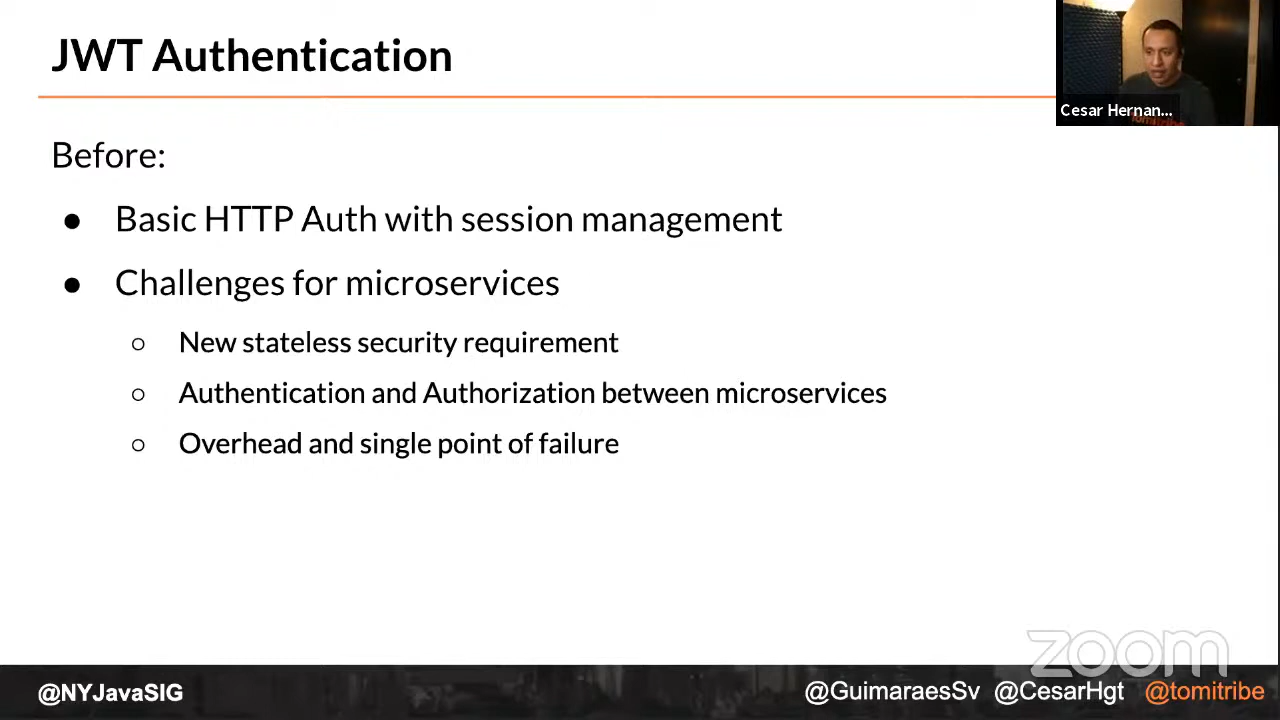 JWT Authentication
Cesar Hernan...
Before:
● Basic HTTP Auth with session management
● Challenges for microservices
○ New stateless security requirement
○ Authentication and Authorization between microservices
○ Overhead and single point of failure
zoom
@NYJavaSIG
@GuimaraesSv @CesarHgt @tomitribe